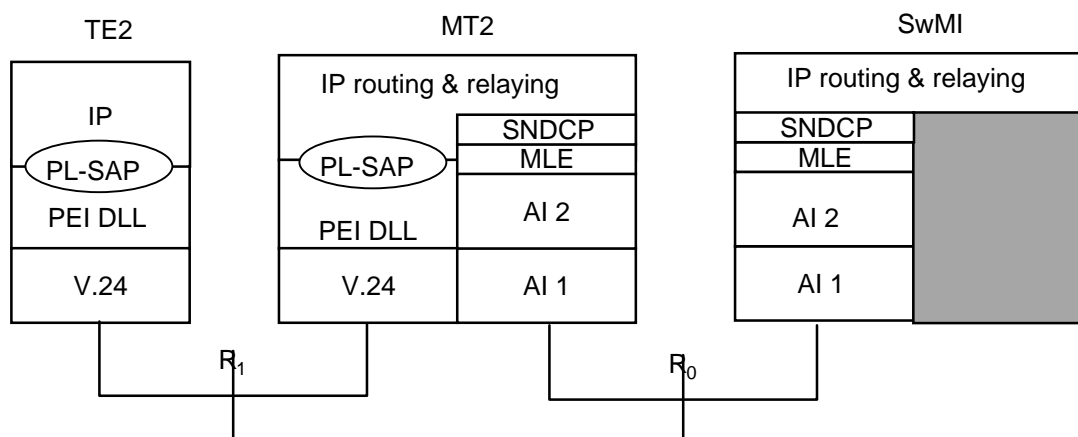 TE2
IP
PL-SAP
PEI DLL
V.24
MT2
IP routing & relaying
SNDCP
MLE
PL-SAP
AI 2
PEI DLL
V.24
AI 1
SwMI
IP routing & relaying
SNDCP
MLE
AI 2
AI 1
R₁
R₀